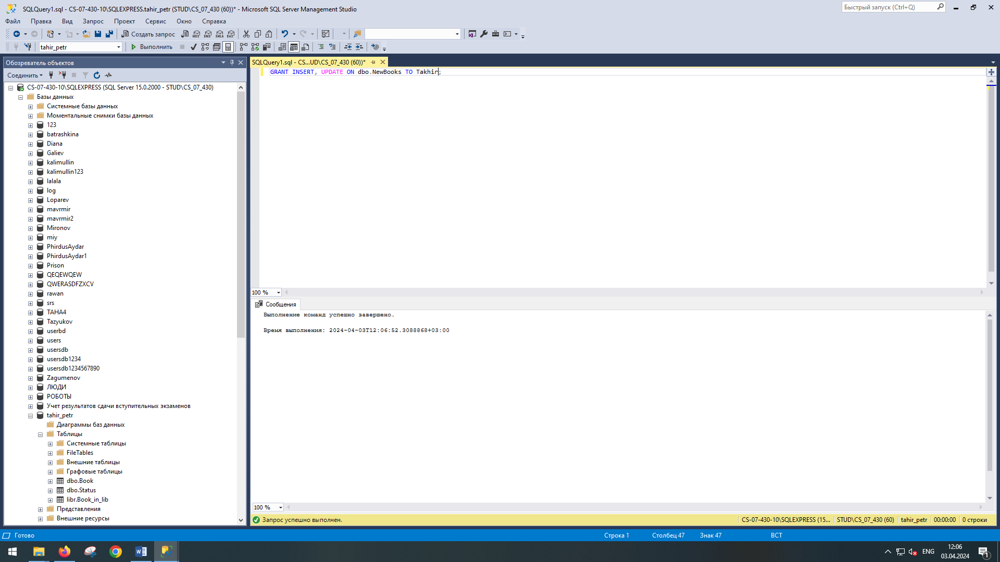 SQLQuery1.sql - CS-07-430-10\SQLEXPRESS.tahir_petr (STUD\CS_07_430 (60))* - Microsoft SQL Server Management Studio
Быстрый запуск (Ctrl+Q)
Файл Правка Вид Запрос Проект Сервис Окно Справка
Создать запрос MDX DMX XMLA DAX
tahir_petr Выполнить
Обозреватель объектов
SQLQuery1.sql - CS...UD\CS_07_430 (60))*
Соединить
GRANT INSERT, UPDATE ON dbo.NewBooks TO Takhir;
CS-07-430-10\SQLEXPRESS (SQL Server 15.0.2000 - STUD\CS_07_430)
Базы данных
Системные базы данных
Моментальные снимки базы данных
123
batrashkina
Diana
Galiev
kalimullin
kalimullin123
lalala
log
Loparev
mavrmir
mavrmir2
Mironov
miy
PhirdusAydar
PhirdusAydar1
Prison
QEQEWQEW
QWERASDFZXCV
rawan
srs
TAHA4
Tazyukov
userbd
users
usersdb
usersdb1234
usersdb1234567890
Zagumenov
ЛЮДИ
РОБОТЫ
Учет результатов сдачи вступительных экзаменов
tahir_petr
Диаграммы баз данных
Таблицы
Системные таблицы
FileTables
Внешние таблицы
Графовые таблицы
dbo.Book
dbo.Status
libr.Book_in_lib
Представления
Внешние ресурсы
100 %
Сообщения
Выполнение команд успешно завершено.
Время выполнения: 2024-04-03T12:06:52.3088868+03:00
100 %
Запрос успешно выполнен. CS-07-430-10\SQLEXPRESS (15... STUD\CS_07_430 (60) tahir_petr 00:00:00 0 строки
Готово Строка 1 Столбец 47 Знак 47 ВСТ
ENG
12:06
03.04.2024
1